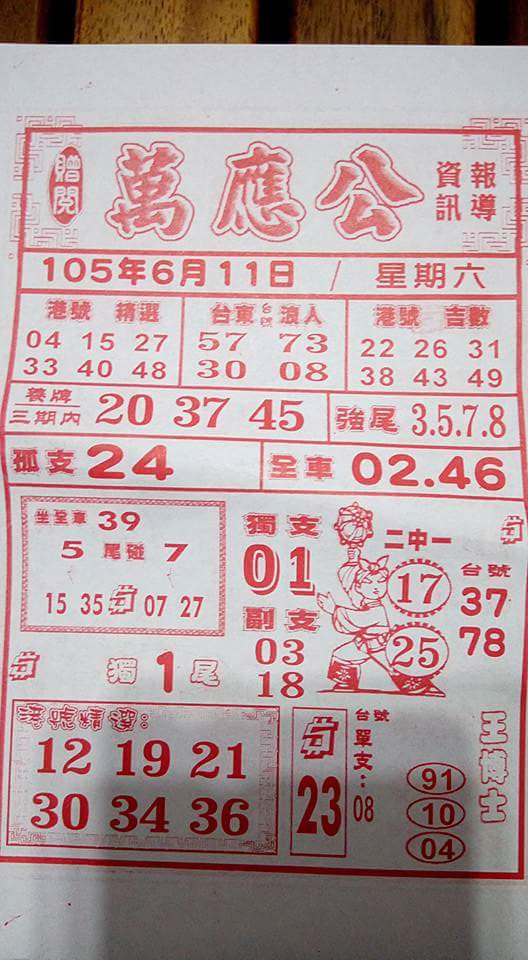 贈閱
萬應公
資訊
報導
105年6月11日 / 星期六
港號 精選
04 15 27
33 40 48
台東台號浪人
57 73
30 08
港號 吉數
22 26 31
38 43 49
養牌
三期內
20 37 45
強尾 3.5.7.8
孤支 24
全車 02.46
坐全車 39
5 尾碰 7
15 35 07 27
獨 1 尾
獨支
01
副支
03
18
二中一
17
25
台號
37
78
港號精選:
12 19 21
30 34 36
23
台號
單支:
08
91
10
04
王博士